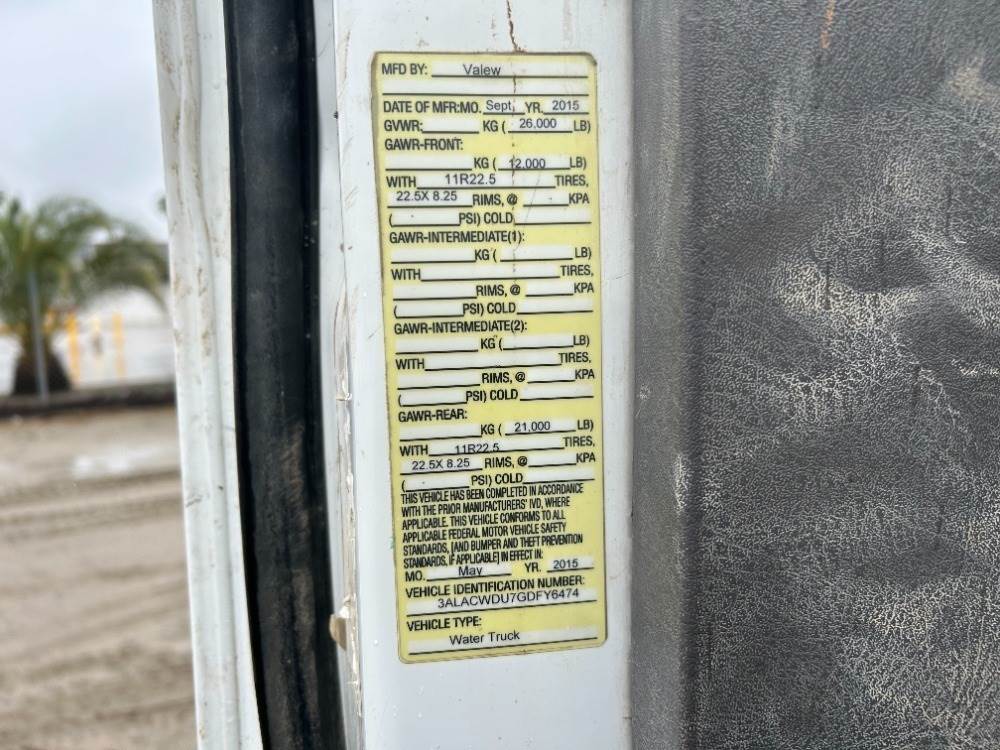 MFD BY: Valew
DATE OF MFR:MO. Sept. YR. 2015
GVWR: KG ( 26,000 LB)
GAWR-FRONT:
KG ( 12,000 LB)
WITH 11R22.5 TIRES,
22.5X 8.25 RIMS, @ KPA
( PSI) COLD
GAWR-INTERMEDIATE(1):
KG ( LB)
WITH TIRES,
RIMS, @ KPA
( PSI) COLD
GAWR-INTERMEDIATE(2):
KG ( LB)
WITH TIRES,
RIMS, @ KPA
( PSI) COLD
GAWR-REAR:
KG ( 21,000 LB)
WITH 11R22.5 TIRES,
22.5X 8.25 RIMS, @ KPA
( PSI) COLD
THIS VEHICLE HAS BEEN COMPLETED IN ACCORDANCE
WITH THE PRIOR MANUFACTURERS' IVD, WHERE
APPLICABLE. THIS VEHICLE CONFORMS TO ALL
APPLICABLE FEDERAL MOTOR VEHICLE SAFETY
STANDARDS, [AND BUMPER AND THEFT PREVENTION
STANDARDS, IF APPLICABLE] IN EFFECT IN:
MO. May YR. 2015
VEHICLE IDENTIFICATION NUMBER:
3ALACWDU7GDFY6474
VEHICLE TYPE:
Water Truck